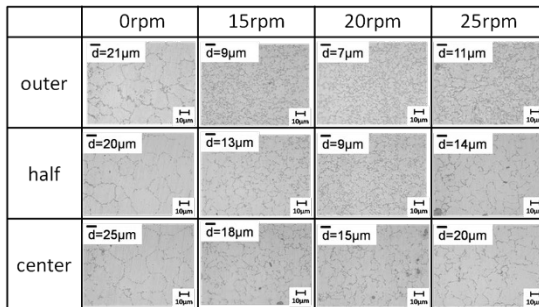 0rpm 15rpm 20rpm 25rpm
outer d̅=21μm d̅=9μm d̅=7μm d̅=11μm
10μm 10μm 10μm 10μm
half d̅=20μm d̅=13μm d̅=9μm d̅=14μm
10μm 10μm 10μm 10μm
center d̅=25μm d̅=18μm d̅=15μm d̅=20μm
10μm 10μm 10μm 10μm